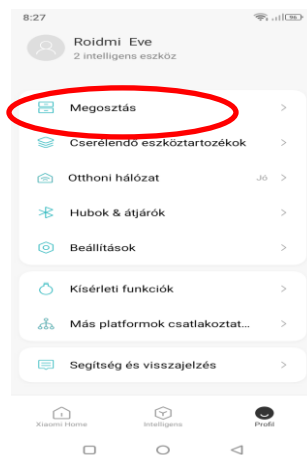 8:27
96
Roidmi Eve
2 intelligens eszköz
Megosztás
Cserélendő eszköztartozékok
Otthoni hálózat Jó
Hubok & átjárók
Beállítások
Kísérleti funkciók
Más platformok csatlakoztat...
Segítség és visszajelzés
Xiaomi Home Intelligens Profil